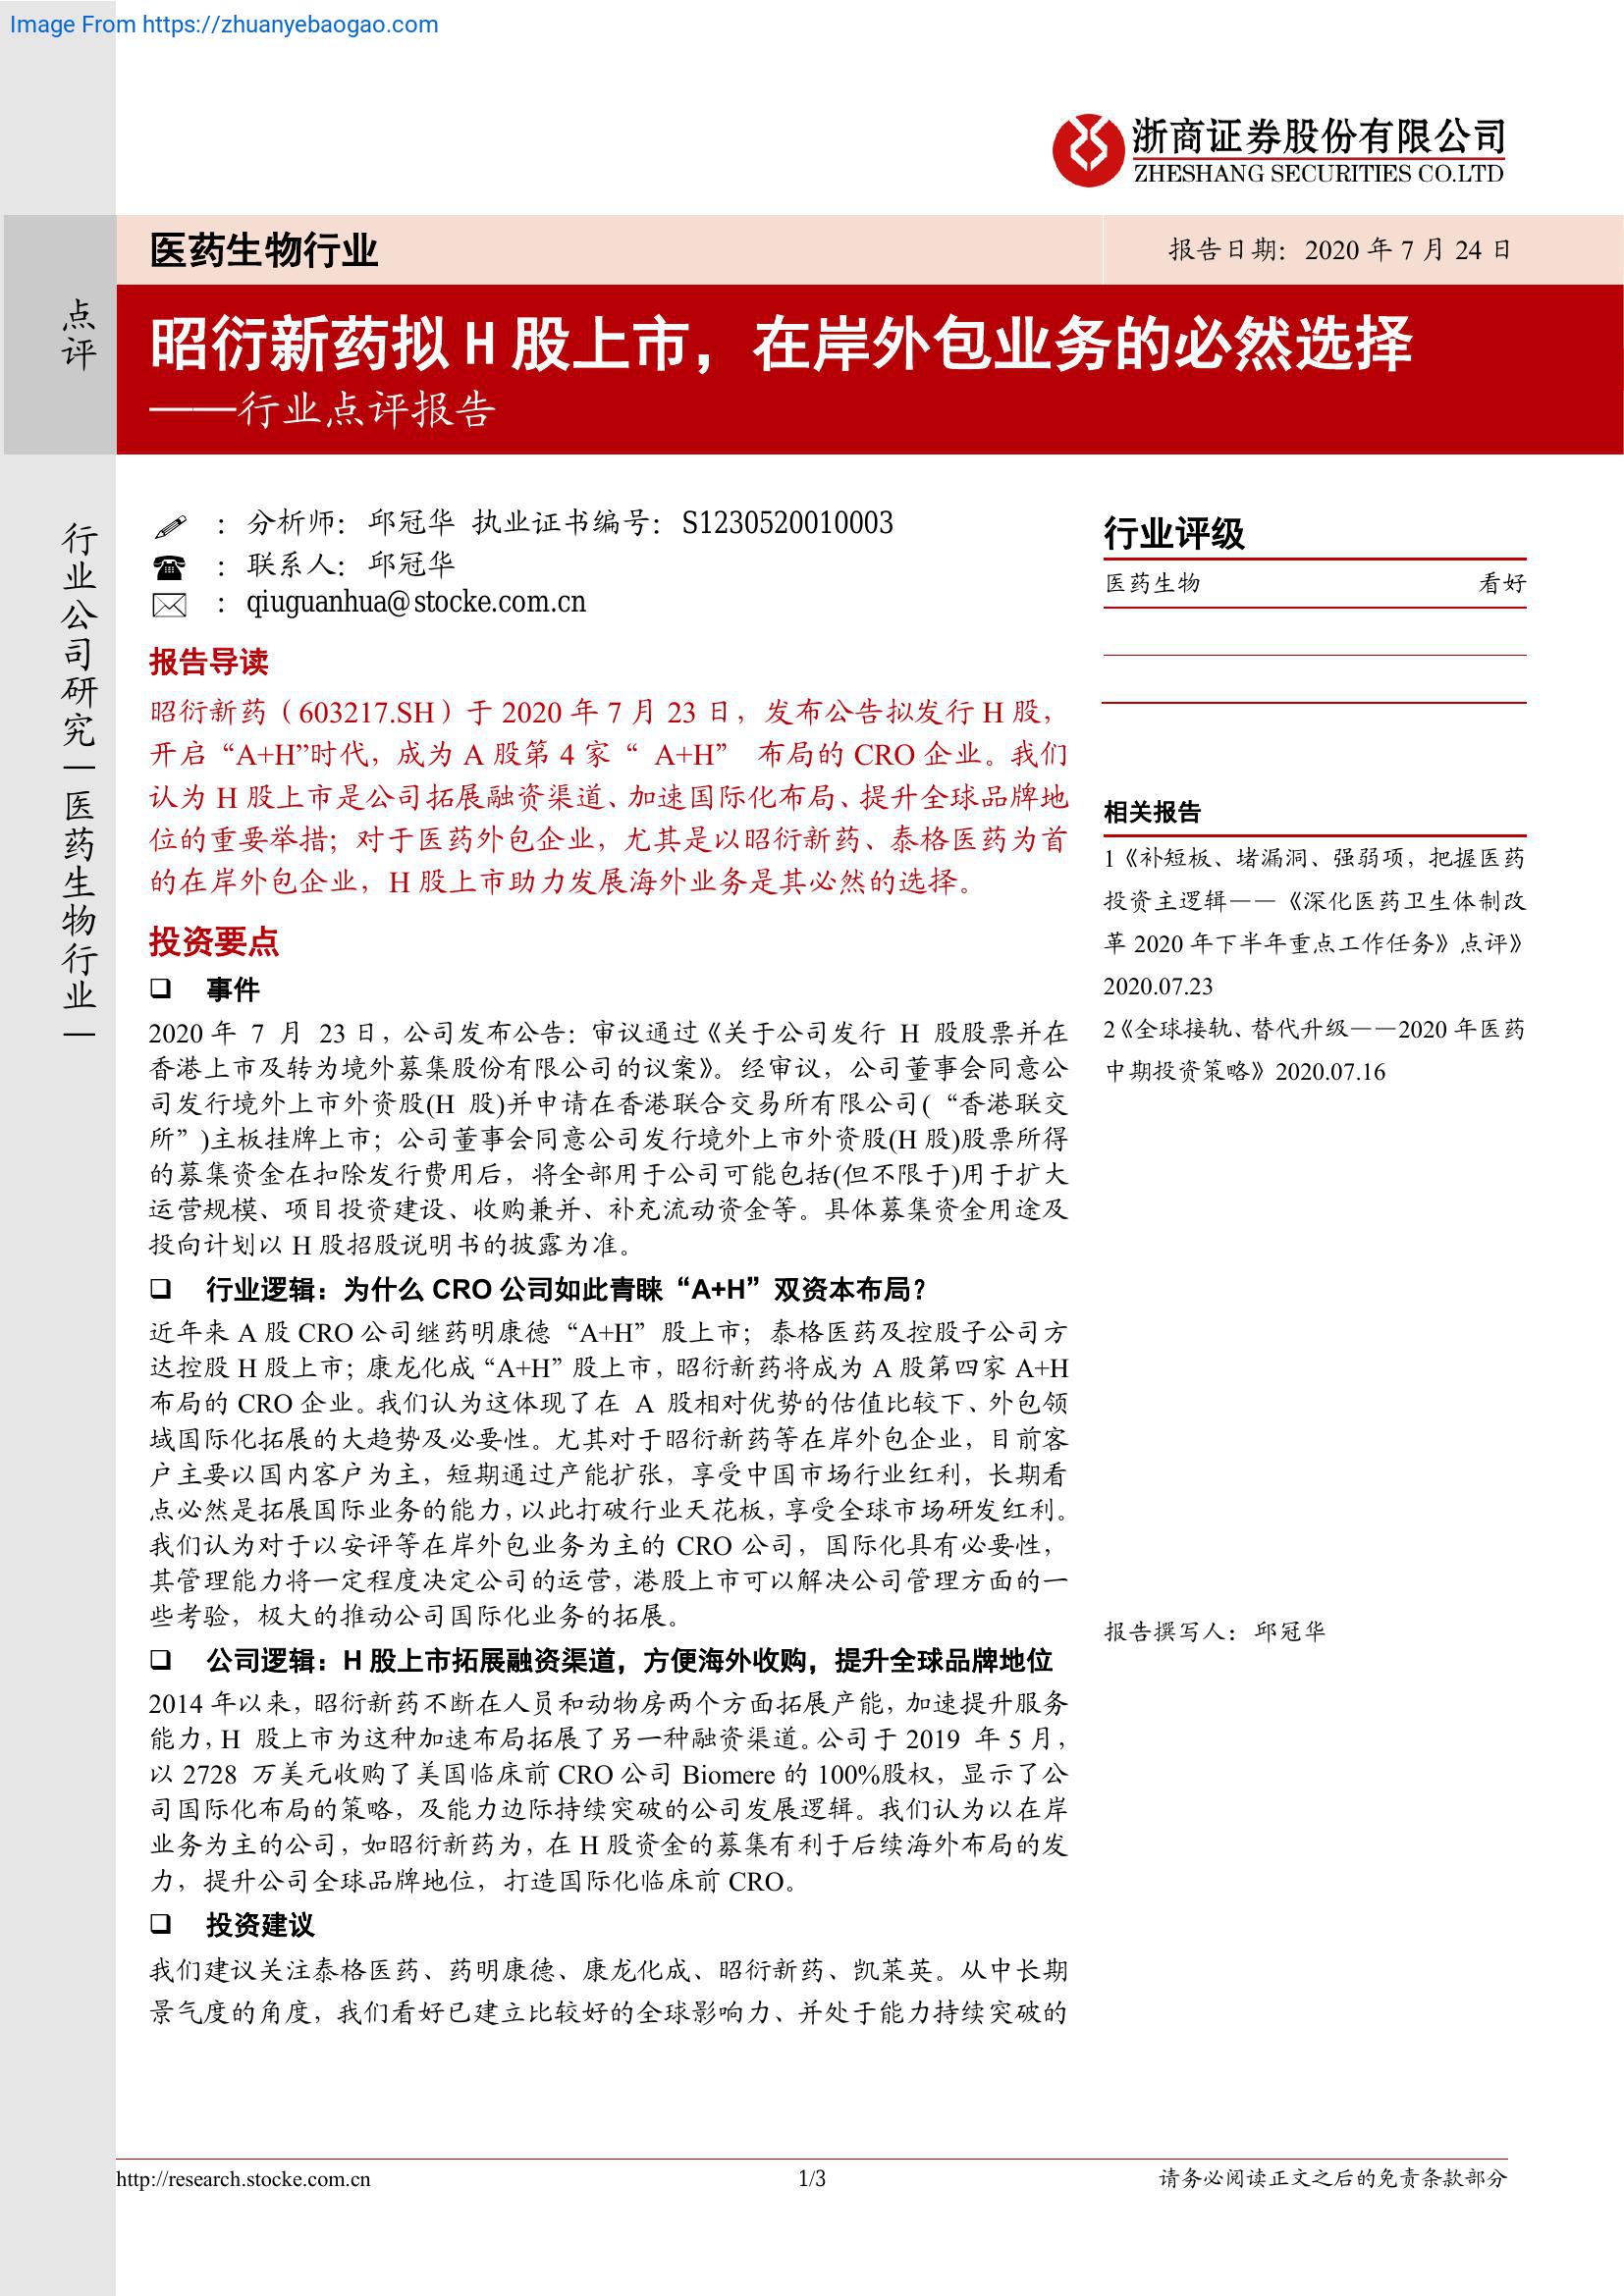 Image From https://zhuanyebaogao.com
浙商证券股份有限公司
ZHESHANG SECURITIES CO.LTD
医药生物行业
报告日期：2020 年 7 月 24 日
点评
昭衍新药拟 H 股上市，在岸外包业务的必然选择
——行业点评报告
行业公司研究｜医药生物行业｜
：分析师：邱冠华 执业证书编号：S1230520010003
：联系人：邱冠华
：qiuguanhua@stocke.com.cn
报告导读
昭衍新药（603217.SH）于 2020 年 7 月 23 日，发布公告拟发行 H 股，
开启“A+H”时代，成为 A 股第 4 家“ A+H” 布局的 CRO 企业。我们
认为 H 股上市是公司拓展融资渠道、加速国际化布局、提升全球品牌地
位的重要举措；对于医药外包企业，尤其是以昭衍新药、泰格医药为首
的在岸外包企业，H 股上市助力发展海外业务是其必然的选择。
投资要点
❑ 事件
2020 年 7 月 23 日，公司发布公告：审议通过《关于公司发行 H 股股票并在
香港上市及转为境外募集股份有限公司的议案》。经审议，公司董事会同意公
司发行境外上市外资股(H 股)并申请在香港联合交易所有限公司(“香港联交
所”)主板挂牌上市；公司董事会同意公司发行境外上市外资股(H 股)股票所得
的募集资金在扣除发行费用后，将全部用于公司可能包括(但不限于)用于扩大
运营规模、项目投资建设、收购兼并、补充流动资金等。具体募集资金用途及
投向计划以 H 股招股说明书的披露为准。
❑ 行业逻辑：为什么 CRO 公司如此青睐“A+H”双资本布局？
近年来 A 股 CRO 公司继药明康德“A+H” 股上市；泰格医药及控股子公司方
达控股 H 股上市；康龙化成“A+H”股上市，昭衍新药将成为 A 股第四家 A+H
布局的 CRO 企业。我们认为这体现了在 A 股相对优势的估值比较下、外包领
域国际化拓展的大趋势及必要性。尤其对于昭衍新药等在岸外包企业，目前客
户主要以国内客户为主，短期通过产能扩张，享受中国市场行业红利，长期看
点必然是拓展国际业务的能力，以此打破行业天花板，享受全球市场研发红利。
我们认为对于以安评等在岸外包业务为主的 CRO 公司，国际化具有必要性，
其管理能力将一定程度决定公司的运营，港股上市可以解决公司管理方面的一
些考验，极大的推动公司国际化业务的拓展。
❑ 公司逻辑：H 股上市拓展融资渠道，方便海外收购，提升全球品牌地位
2014 年以来，昭衍新药不断在人员和动物房两个方面拓展产能，加速提升服务
能力，H 股上市为这种加速布局拓展了另一种融资渠道。公司于 2019 年 5 月，
以 2728 万美元收购了美国临床前 CRO 公司 Biomere 的 100%股权，显示了公
司国际化布局的策略，及能力边际持续突破的公司发展逻辑。我们认为以在岸
业务为主的公司，如昭衍新药为，在 H 股资金的募集有利于后续海外布局的发
力，提升公司全球品牌地位，打造国际化临床前 CRO。
❑ 投资建议
我们建议关注泰格医药、药明康德、康龙化成、昭衍新药、凯莱英。从中长期
景气度的角度，我们看好已建立比较好的全球影响力、并处于能力持续突破的
行业评级
医药生物 看好
相关报告
1《补短板、堵漏洞、强弱项，把握医药
投资主逻辑——《深化医药卫生体制改
革 2020 年下半年重点工作任务》点评》
2020.07.23
2《全球接轨、替代升级——2020 年医药
中期投资策略》2020.07.16
报告撰写人：邱冠华
http://research.stocke.com.cn
1/3
请务必阅读正文之后的免责条款部分